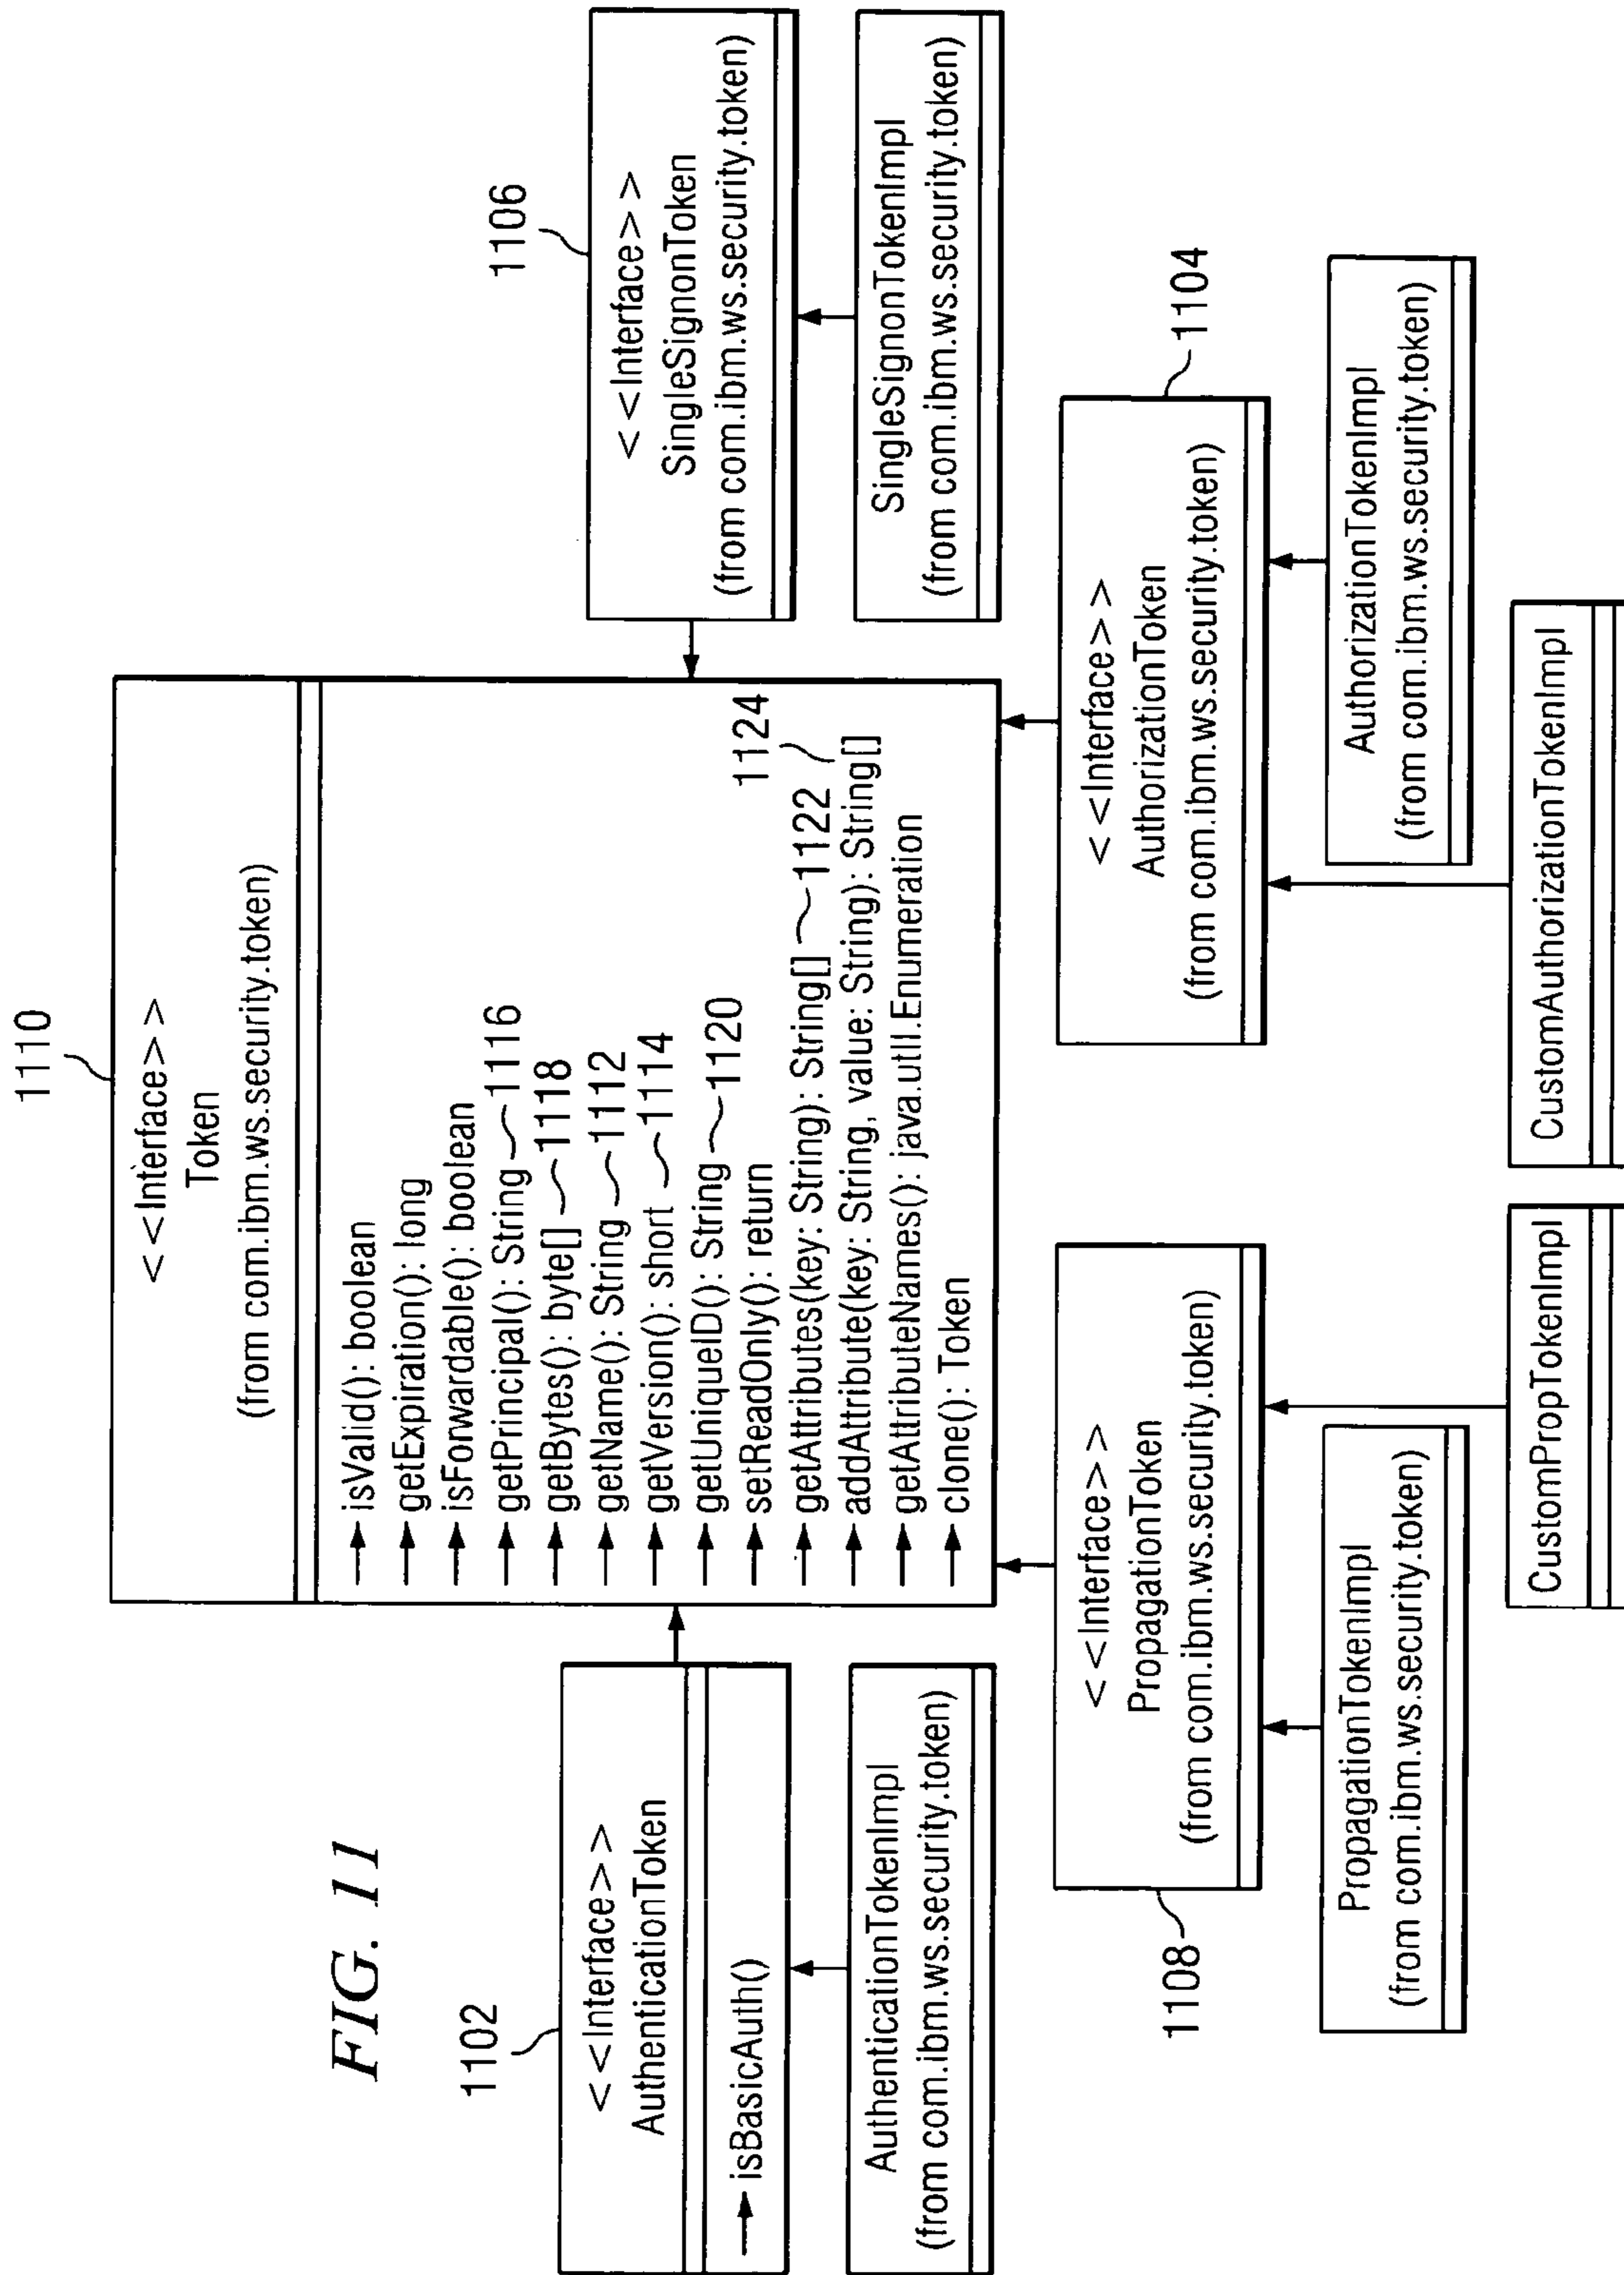 FIG. 11
1110
<<Interface>>
Token
(from com.ibm.ws.security.token)
isValid(): boolean
getExpiration(): long
isForwardable(): boolean
getPrincipal(): String 1116
getBytes(): byte[] 1118
getName(): String 1112
getVersion(): short 1114
getUniqueID(): String 1120
setReadOnly(): return
getAttributes(key: String): String[] 1122
addAttribute(key: String, value: String): String[]
1124
getAttributeNames(): java.util.Enumeration
clone(): Token
1102
<<Interface>>
AuthenticationToken
isBasicAuth()
AuthenticationTokenImpl
(from com.ibm.ws.security.token)
1106
<<Interface>>
SingleSignonToken
(from com.ibm.ws.security.token)
SingleSignonTokenImpl
(from com.ibm.ws.security.token)
1108
<<Interface>>
PropagationToken
(from com.ibm.ws.security.token)
PropagationTokenImpl
(from com.ibm.ws.security.token)
CustomPropTokenImpl
1104
<<Interface>>
AuthorizationToken
(from com.ibm.ws.security.token)
AuthorizationTokenImpl
(from com.ibm.ws.security.token)
CustomAuthorizationTokenImpl